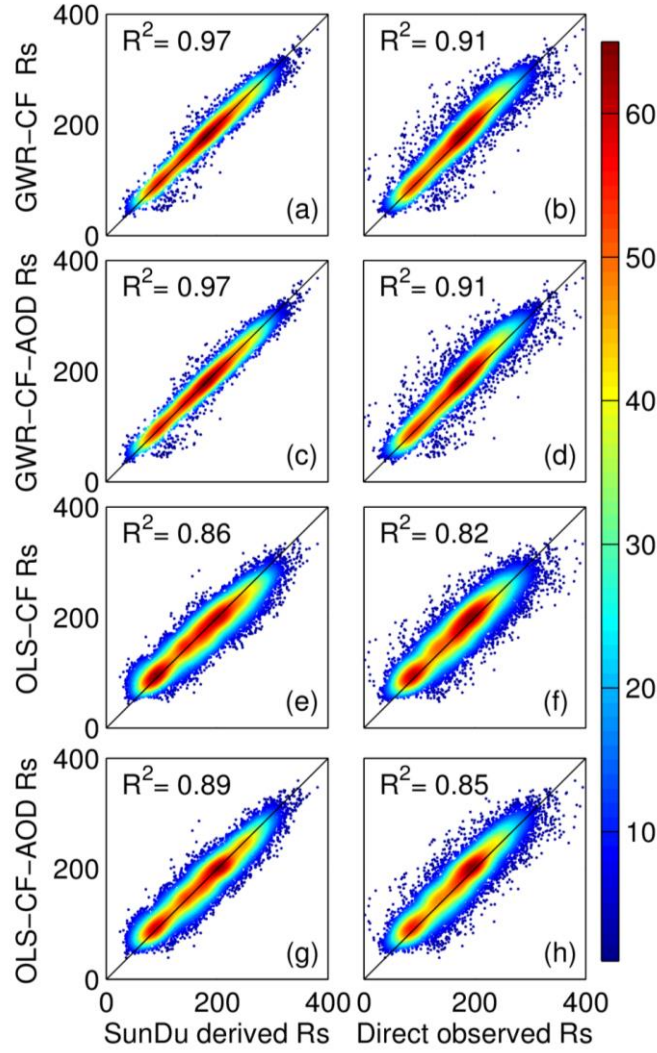 400
R²= 0.97
R²= 0.91
60
GWR-CF Rs
200
(a)
(b)
0
50
400
R²= 0.97
R²= 0.91
GWR-CF-AOD Rs
200
40
(c)
(d)
0
400
R²= 0.86
R²= 0.82
30
OLS-CF Rs
200
(e)
(f)
20
0
400
R²= 0.89
R²= 0.85
10
OLS-CF-AOD Rs
200
(g)
(h)
0
0 200 400 0 200 400
SunDu derived Rs Direct observed Rs